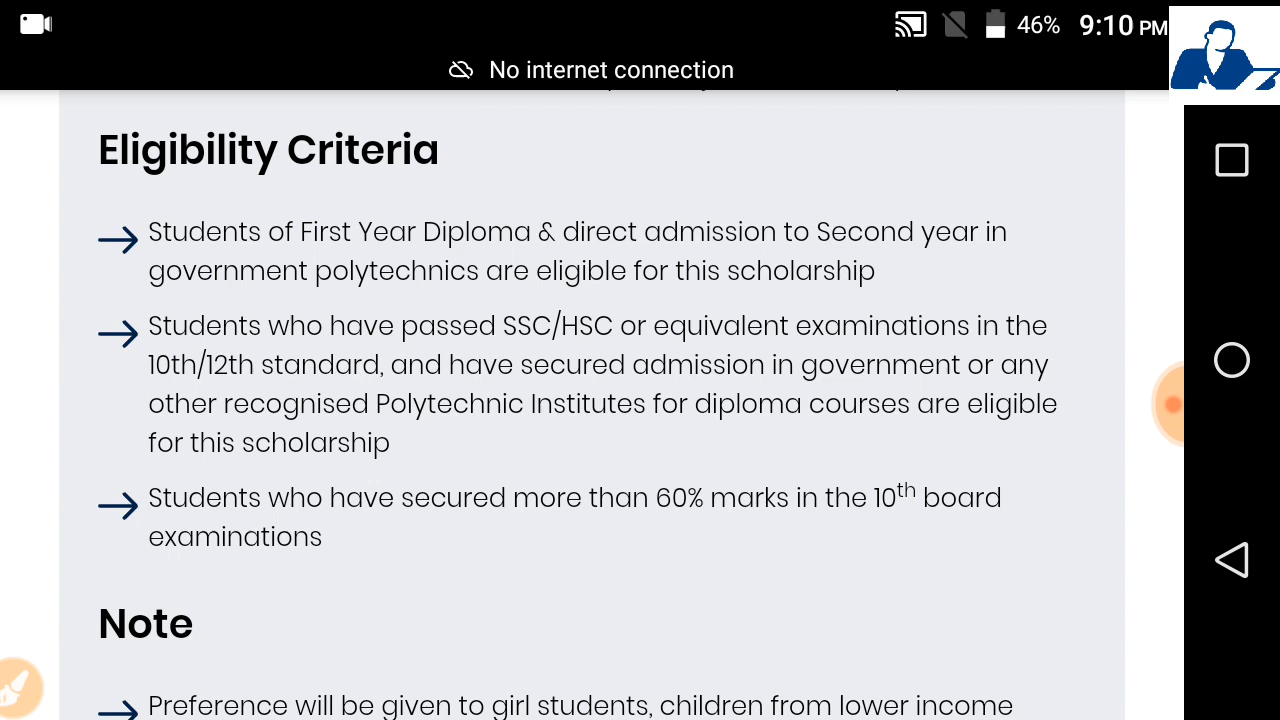 46% 9:10 PM
No internet connection
Eligibility Criteria
Students of First Year Diploma & direct admission to Second year in
government polytechnics are eligible for this scholarship
Students who have passed SSC/HSC or equivalent examinations in the
10th/12th standard, and have secured admission in government or any
other recognised Polytechnic Institutes for diploma courses are eligible
for this scholarship
Students who have secured more than 60% marks in the 10th board
examinations
Note
Preference will be given to girl students, children from lower income